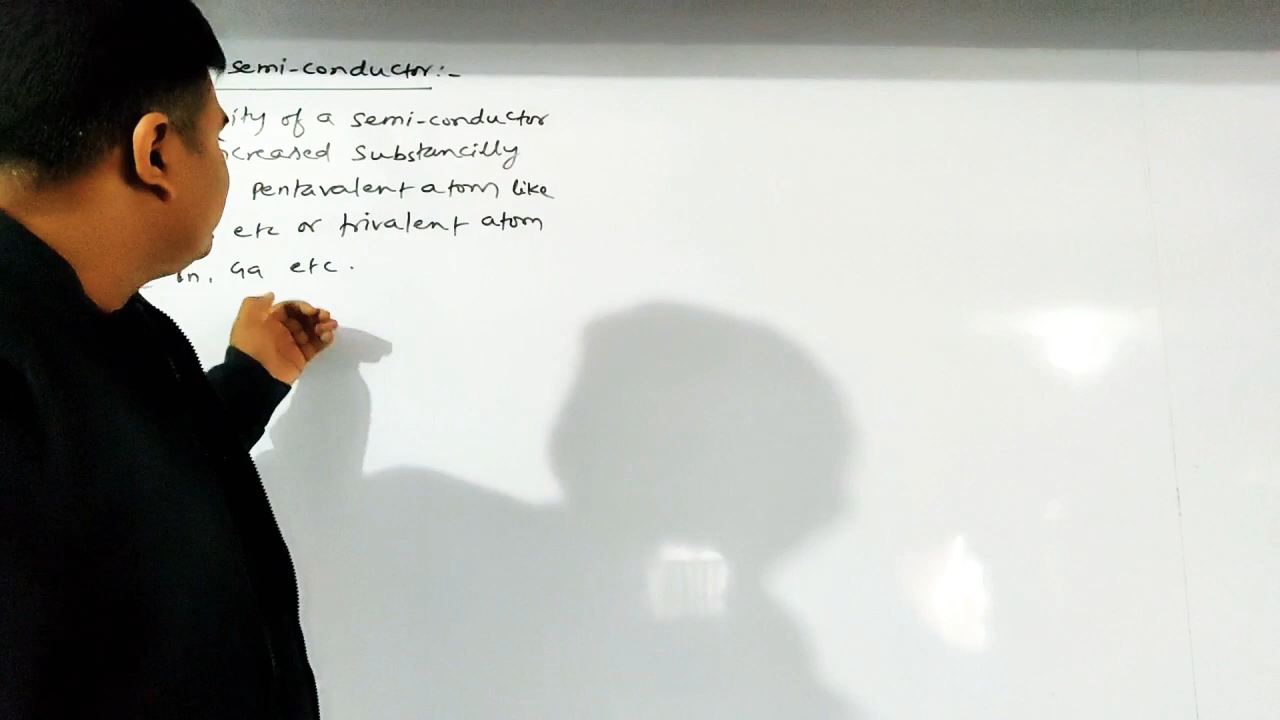 semi-conductor:-
ity of a semi-conductor
creased Substancilly
pentavalent atom like
etc or trivalent atom
in, Ga etc.